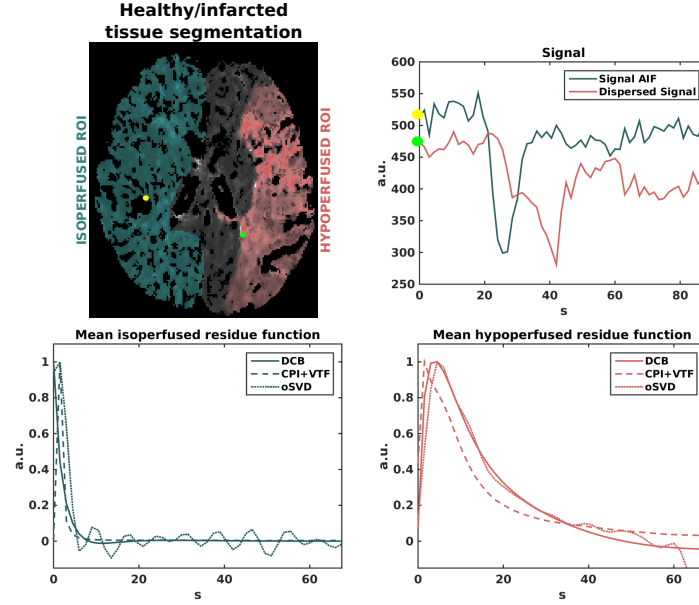 Healthy/infarcted
tissue segmentation
ISOPERFUSED ROI
HYPOPERFUSED ROI
Signal
600
550
500
450
400
350
300
250
a.u.
0
20
40
60
80
s
Signal AIF
Dispersed Signal
Mean isoperfused residue function
1
0.8
0.6
0.4
0.2
0
a.u.
0
20
40
60
s
DCB
CPI+VTF
oSVD
Mean hypoperfused residue function
1
0.8
0.6
0.4
0.2
0
a.u.
0
20
40
60
s
DCB
CPI+VTF
oSVD